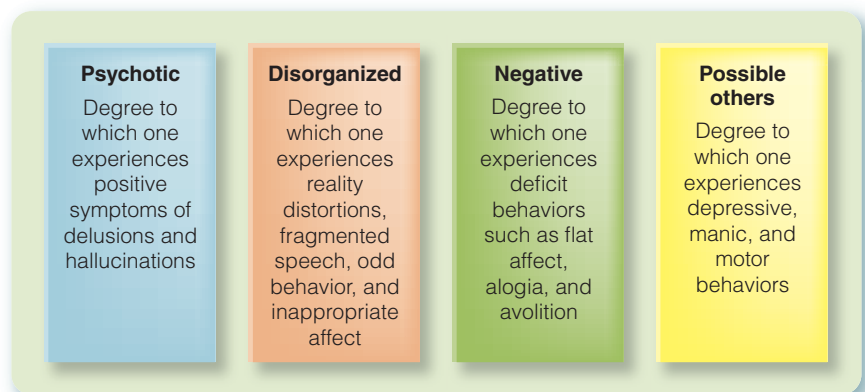 Psychotic
Degree to
which one
experiences
positive
symptoms of
delusions and
hallucinations
Disorganized
Degree to
which one
experiences
reality
distortions,
fragmented
speech, odd
behavior, and
inappropriate
affect
Negative
Degree to
which one
experiences
deficit
behaviors
such as flat
affect,
alogia, and
avolition
Possible
others
Degree to
which one
experiences
depressive,
manic, and
motor
behaviors